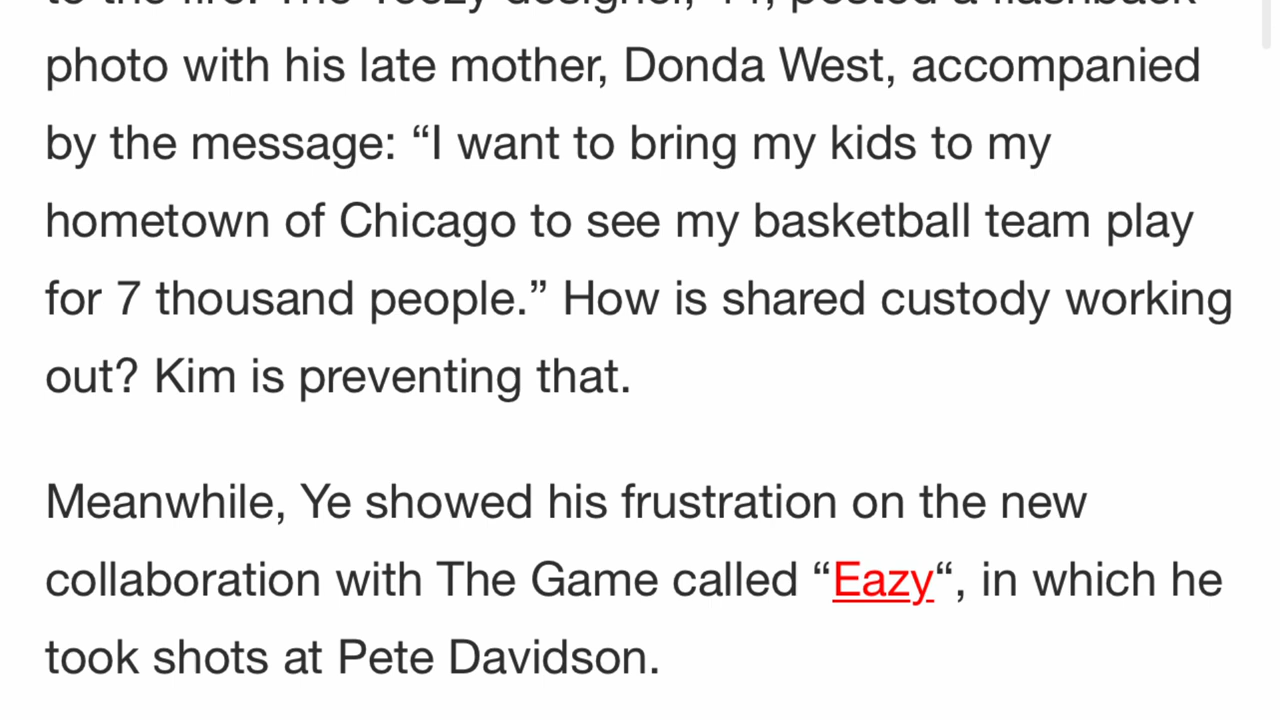 photo with his late mother, Donda West, accompanied
by the message: “I want to bring my kids to my
hometown of Chicago to see my basketball team play
for 7 thousand people.” How is shared custody working
out? Kim is preventing that.
Meanwhile, Ye showed his frustration on the new
collaboration with The Game called “Eazy“, in which he
took shots at Pete Davidson.